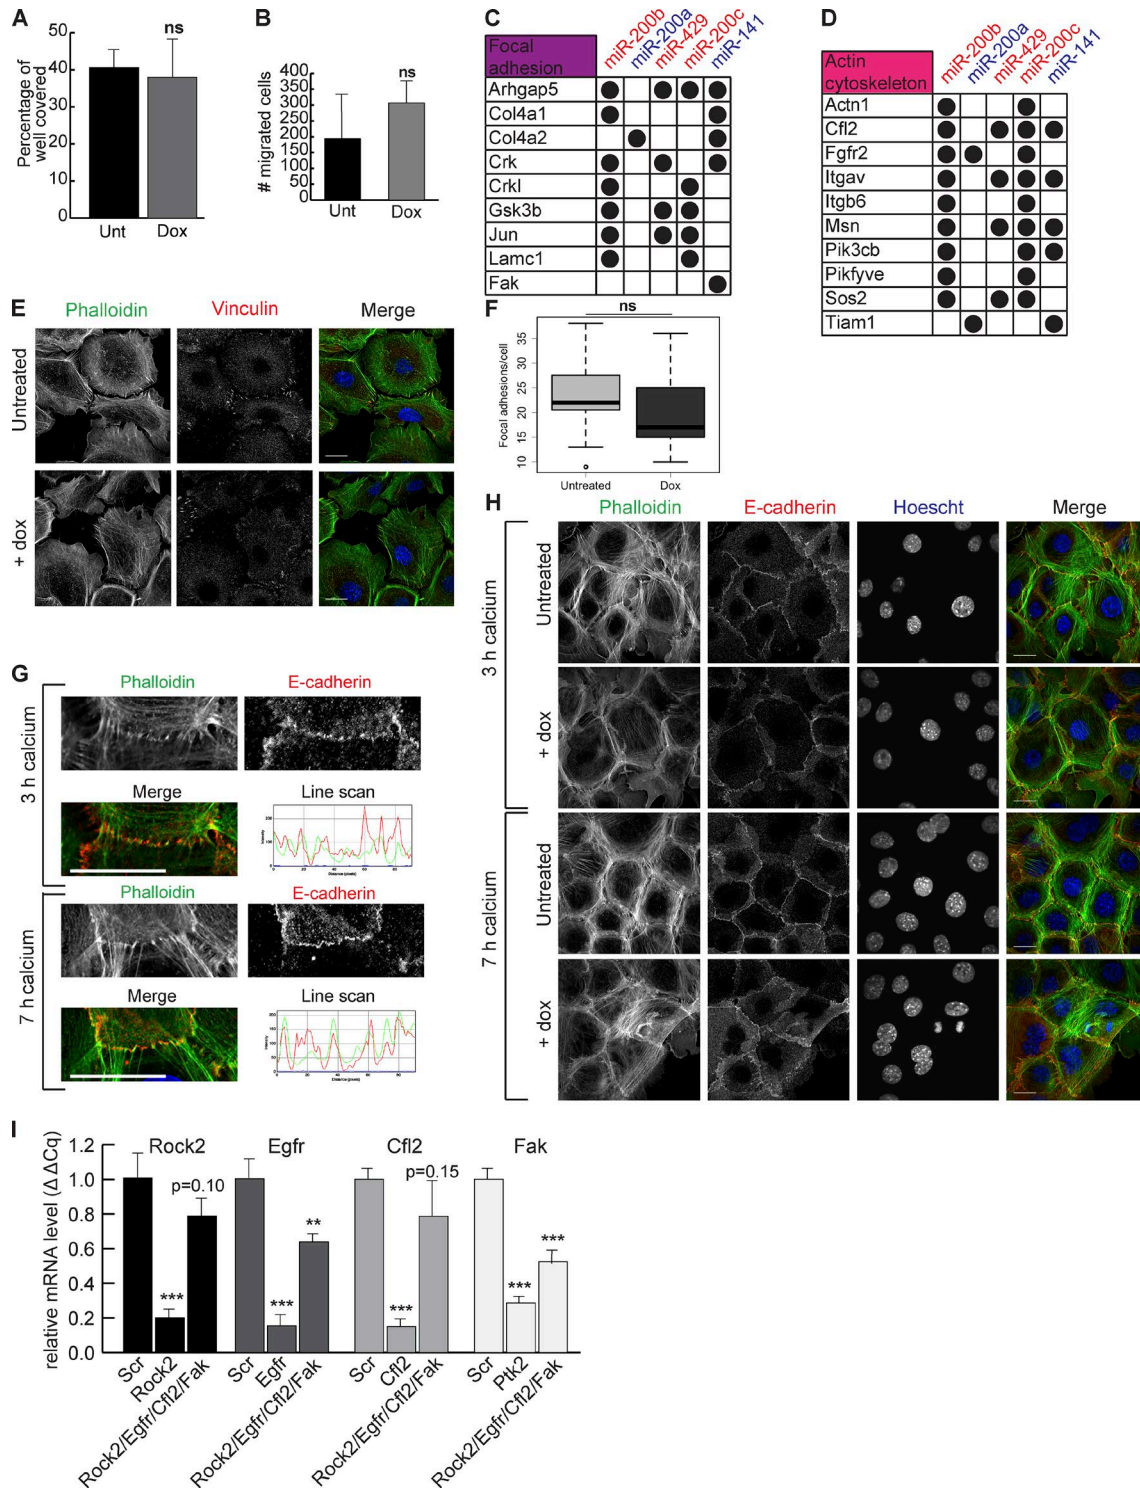 A
ns
Percentage of
well covered
50
40
30
20
10
0
Unt
Dox
B
ns
# migrated cells
400
350
300
250
200
150
100
50
0
Unt
Dox
C
miR-200b
miR-200a
miR-429
miR-200c
miR-141
Focal
adhesion
Arhgap5
Col4a1
Col4a2
Crk
Crkl
Gsk3b
Jun
Lamc1
Fak
D
miR-200b
miR-200a
miR-429
miR-200c
miR-141
Actin
cytoskeleton
Actn1
Cfl2
Fgfr2
Itgav
Itgb6
Msn
Pik3cb
Pikfyve
Sos2
Tiam1
E
Phalloidin Vinculin Merge
Untreated
+ dox
F
ns
Focal adhesions/cell
35
30
25
20
15
10
Untreated
Dox
G
3 h calcium
Phalloidin E-cadherin
Merge Line scan
Intensity
Distance (pixels)
7 h calcium
Phalloidin E-cadherin
Merge Line scan
Intensity
Distance (pixels)
H
Phalloidin E-cadherin Hoescht Merge
3 h calcium
Untreated
+ dox
7 h calcium
Untreated
+ dox
I
relative mRNA level (Δ ΔCq)
1.2
1.0
0.8
0.6
0.4
0.2
0.0
Rock2 Egfr Cfl2 Fak
p=0.10
p=0.15
***
***
**
***
***
***
Scr
Rock2
Rock2/Egfr/Cfl2/Fak
Scr
Egfr
Rock2/Egfr/Cfl2/Fak
Scr
Cfl2
Rock2/Egfr/Cfl2/Fak
Scr
Ptk2
Rock2/Egfr/Cfl2/Fak